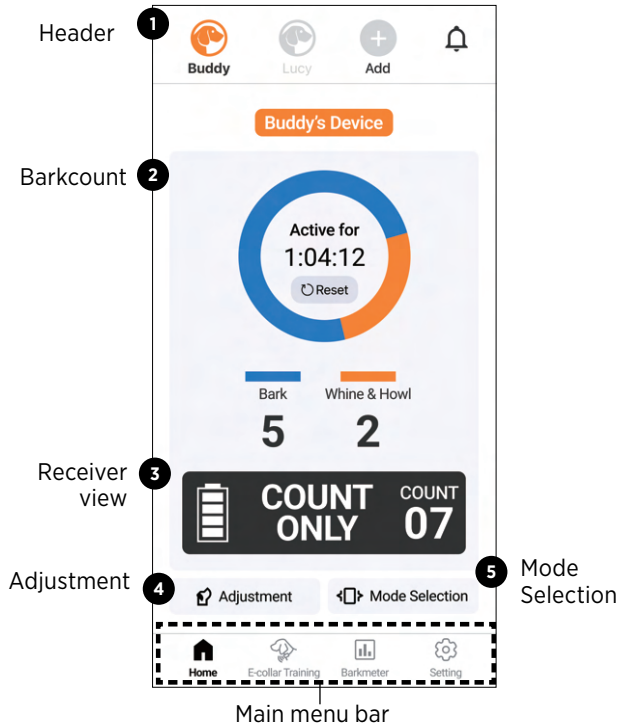 Header
1
Buddy
Lucy
Add
Buddy's Device
Barkcount
2
Active for
1:04:12
Reset
Bark
Whine & Howl
5
2
Receiver
view
3
COUNT
ONLY
COUNT
07
Adjustment
4
Adjustment
Mode Selection
5
Mode
Selection
Home
E-collar Training
Barkmeter
Setting
Main menu bar